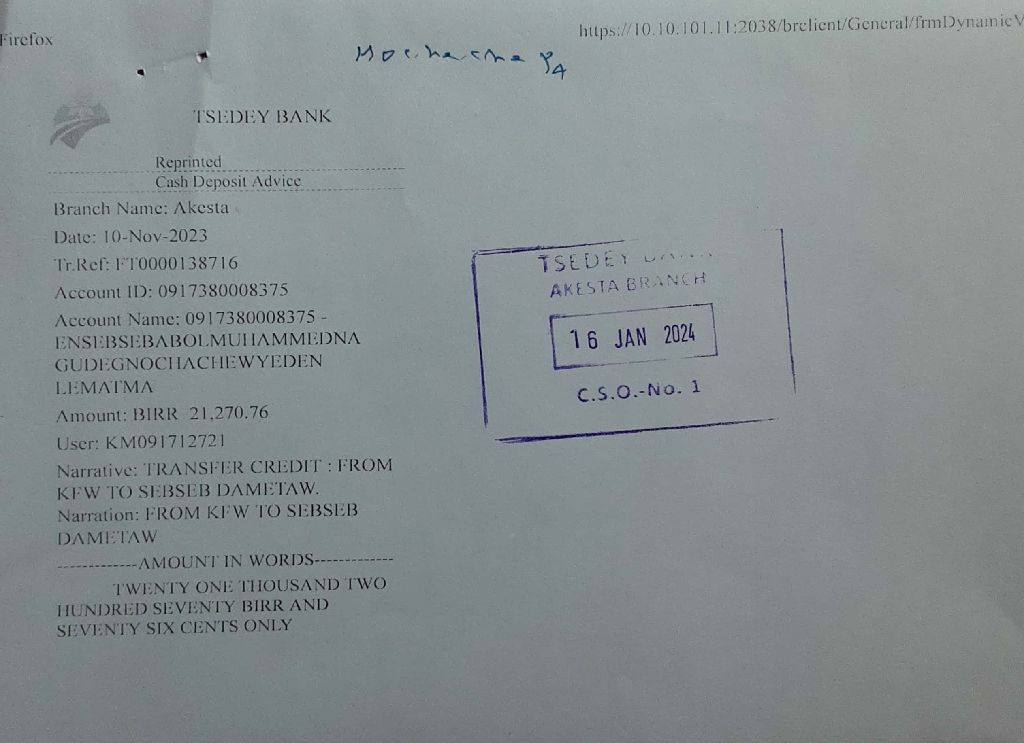 Firefox
https://10.10.101.11:2038/brclient/General/frmDynamicV
TSEDEY BANK
Reprinted
Cash Deposit Advice
Branch Name: Akesta
Date: 10-Nov-2023
Tr.Ref: FT0000138716
Account ID: 0917380008375
Account Name: 0917380008375 -
ENSEBSEBABOLMUHAMMEDNA
GUDEGNOCHACHEWYEDEN
LEMATMA
Amount: BIRR 21,270.76
User: KM091712721
Narrative: TRANSFER CREDIT : FROM
KFW TO SEBSEB DAMETAW.
Narration: FROM KFW TO SEBSEB
DAMETAW
-------------AMOUNT IN WORDS-------------
TWENTY ONE THOUSAND TWO
HUNDRED SEVENTY BIRR AND
SEVENTY SIX CENTS ONLY
TSEDEY
AKESTA BRANCH
16 JAN 2024
C.S.O.-No. 1